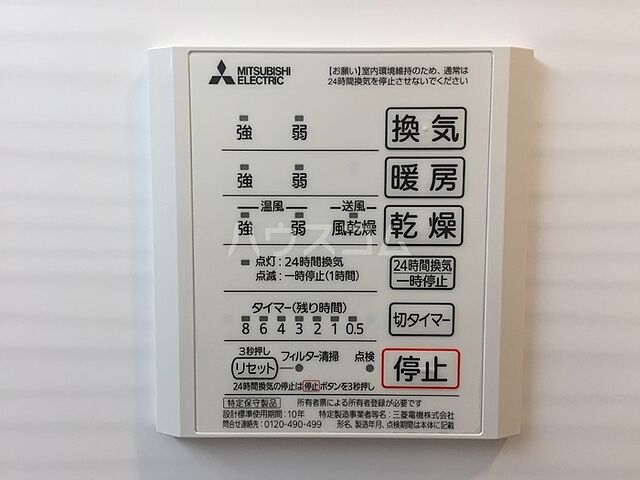 MITSUBISHI
ELECTRIC
【お願い】室内環境維持のため、通常は
24時間換気を停止させないでください
強 弱 換気
強 弱 暖房
温風 送風
強 弱 風乾燥 乾燥
ハウスコム
点灯:24時間換気
点滅:一時停止(1時間)
24時間換気
一時停止
タイマー(残り時間)
8 6 4 3 2 1 0.5
切タイマー
3秒押し
リセット フィルター清掃 点検
停止
24時間換気の停止は停止ボタンを3秒押し
特定保守製品 所有者票による所有者登録が必要です
設計標準使用期間:10年 特定製造事業者等名:三菱電機株式会社
問合せ連絡先:0120-490-499 形名、製造年月、点検期間は本体に記載